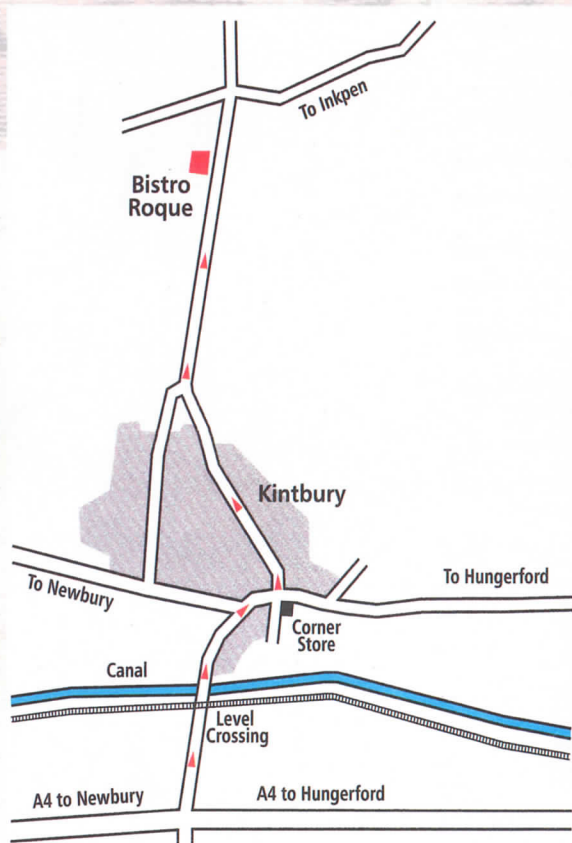 To Inkpen
Bistro
Roque
Kintbury
To Newbury
To Hungerford
Corner
Store
Canal
Level
Crossing
A4 to Newbury
A4 to Hungerford